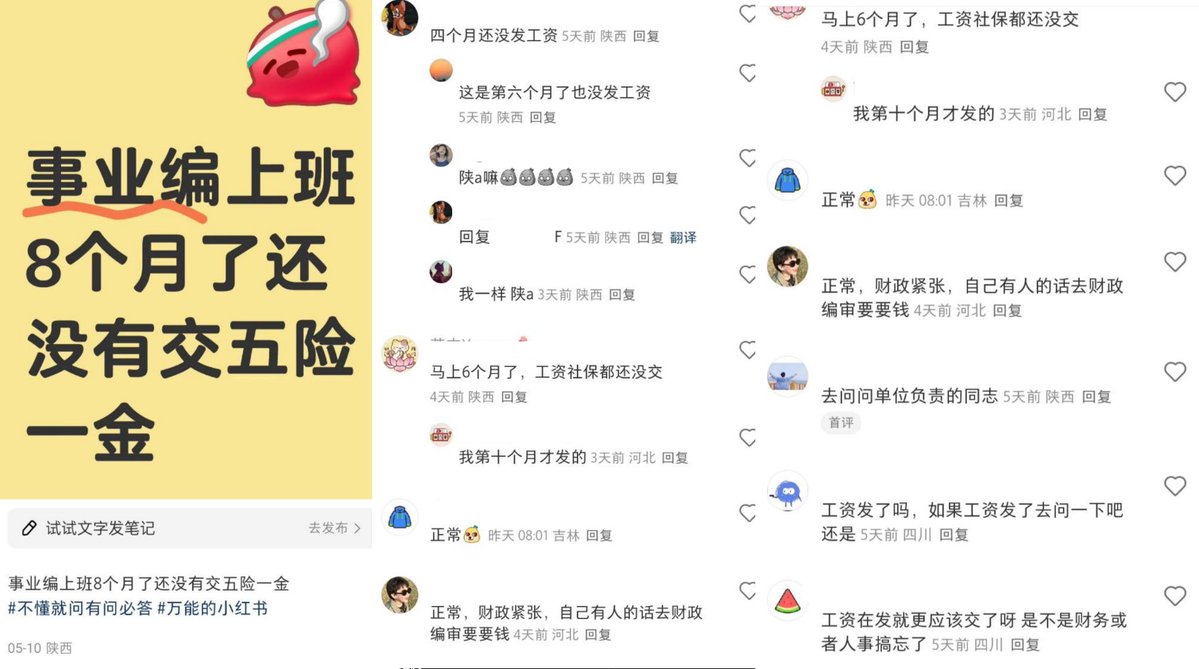 事业编上班
8个月了还
没有交五险
一金
试试文字发笔记
去发布 >
事业编上班8个月了还没有交五险一金
#不懂就问有问必答 #万能的小红书
05-10 陕西
四个月还没发工资 5天前 陕西 回复
这是第六个月了也没发工资
5天前 陕西 回复
陕a嘛 5天前 陕西 回复
回复 F 5天前 陕西 回复 翻译
我一样 陕a 3天前 陕西 回复
马上6个月了，工资社保都还没交
4天前 陕西 回复
我第十个月才发的 3天前 河北 回复
正常 昨天 08:01 吉林 回复
正常，财政紧张，自己有人的话去财政
编审要要钱 4天前 河北 回复
马上6个月了，工资社保都还没交
4天前 陕西 回复
我第十个月才发的 3天前 河北 回复
正常 昨天 08:01 吉林 回复
正常，财政紧张，自己有人的话去财政
编审要要钱 4天前 河北 回复
去问问单位负责的同志 5天前 陕西 回复
首评
工资发了吗，如果工资发了去问一下吧
还是 5天前 四川 回复
工资在发就更应该交了呀 是不是财务或
者人事搞忘了 5天前 四川 回复